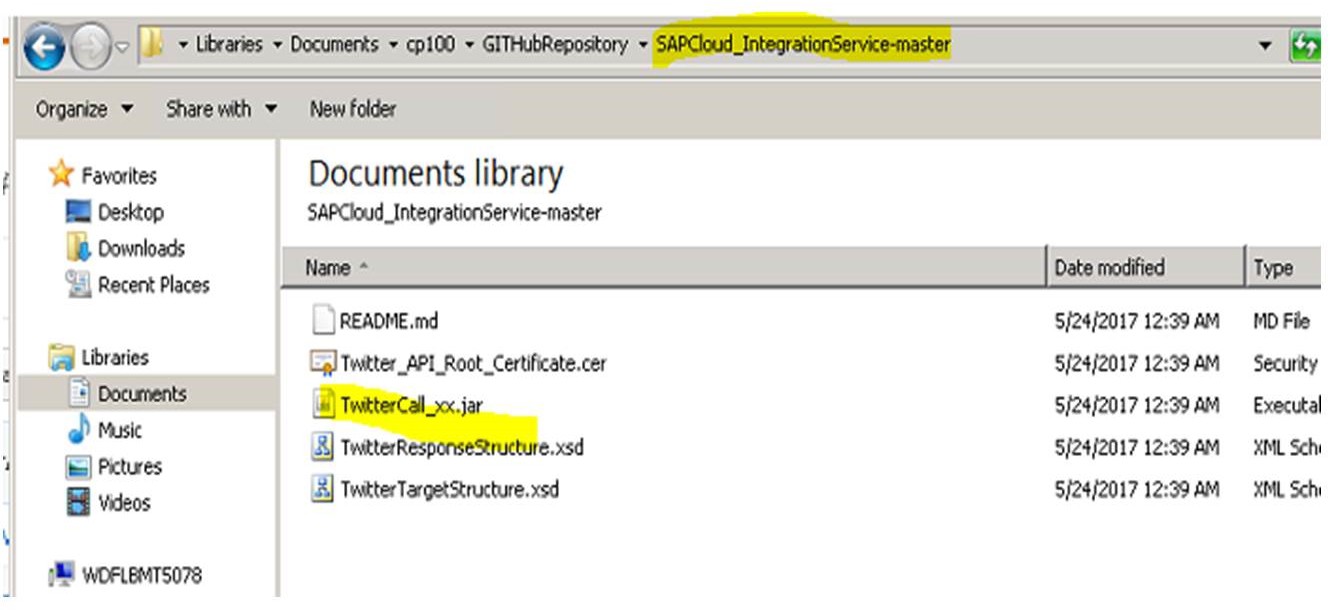 Libraries Documents cp100 GITHubRepository SAPCloud_IntegrationService-master
Organize Share with New folder
Favorites
Desktop
Downloads
Recent Places
Libraries
Documents
Music
Pictures
Videos
WDFLBMT5078
Documents library
SAPCloud_IntegrationService-master
Name Date modified Type
README.md 5/24/2017 12:39 AM MD File
Twitter_API_Root_Certificate.cer 5/24/2017 12:39 AM Security
TwitterCall_xx.jar 5/24/2017 12:39 AM Executal
TwitterResponseStructure.xsd 5/24/2017 12:39 AM XML Sch
TwitterTargetStructure.xsd 5/24/2017 12:39 AM XML Sch